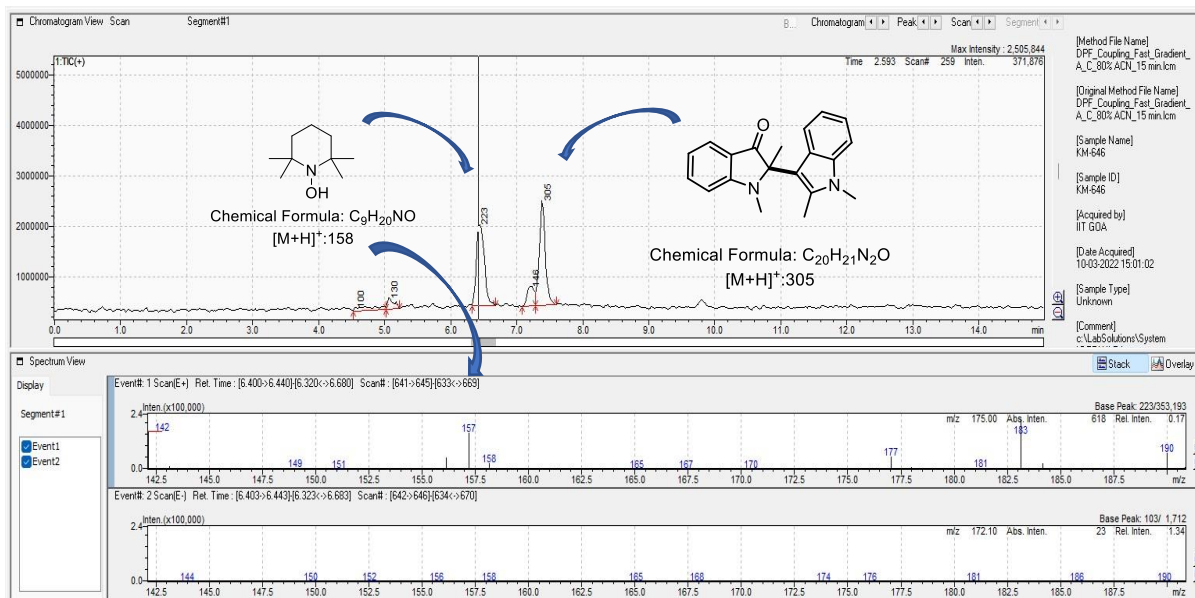 Chromatogram View Scan Segment#1
B... Chromatogram Peak Scan Segment
Max Intensity : 2,505,844
1:TIC(+)
Time 2.593 Scan# 259 Inten. 371,876
5000000
4000000
3000000
2000000
1000000
N
OH
Chemical Formula: C9H20NO
[M+H]+:158
O
N
N
Chemical Formula: C20H21N2O
[M+H]+:305
100
130
223
146
305
0.0 1.0 2.0 3.0 4.0 5.0 6.0 7.0 8.0 9.0 10.0 11.0 12.0 13.0 14.0 min
[Method File Name]
DPF_Coupling_Fast_Gradient_
A_C_80% ACN_15 min.lcm
[Original Method File Name]
DPF_Coupling_Fast_Gradient_
A_C_80% ACN_15 min.lcm
[Sample Name]
KM-646
[Sample ID]
KM-646
[Acquired by]
IIT GOA
[Date Acquired]
10-03-2022 15:01:02
[Sample Type]
Unknown
[Comment]
c:\LabSolutions\System
Spectrum View
Stack Overlay
Display
Segment#1
Event1
Event2
Event#: 1 Scan(E+) Ret. Time : [6.400->6.440]-[6.320<->6.680] Scan# : [641->645]-[633<->669]
Inten.(x100,000)
Base Peak: 223/353,193
m/z 175.00 Abs. Inten. 618 Rel. Inten. 0.17
2.4
0.0
142 149 151 157 158 165 167 170 177 181 183 190
142.5 145.0 147.5 150.0 152.5 155.0 157.5 160.0 162.5 165.0 167.5 170.0 172.5 175.0 177.5 180.0 182.5 185.0 187.5 m/z
Event#: 2 Scan(E-) Ret. Time : [6.403->6.443]-[6.323<->6.683] Scan# : [642->646]-[634<->670]
Inten.(x100,000)
Base Peak: 103/ 1,712
m/z 172.10 Abs. Inten. 23 Rel. Inten. 1.34
2.4
0.0
144 150 152 156 158 165 168 174 176 181 186 190
142.5 145.0 147.5 150.0 152.5 155.0 157.5 160.0 162.5 165.0 167.5 170.0 172.5 175.0 177.5 180.0 182.5 185.0 187.5 m/z